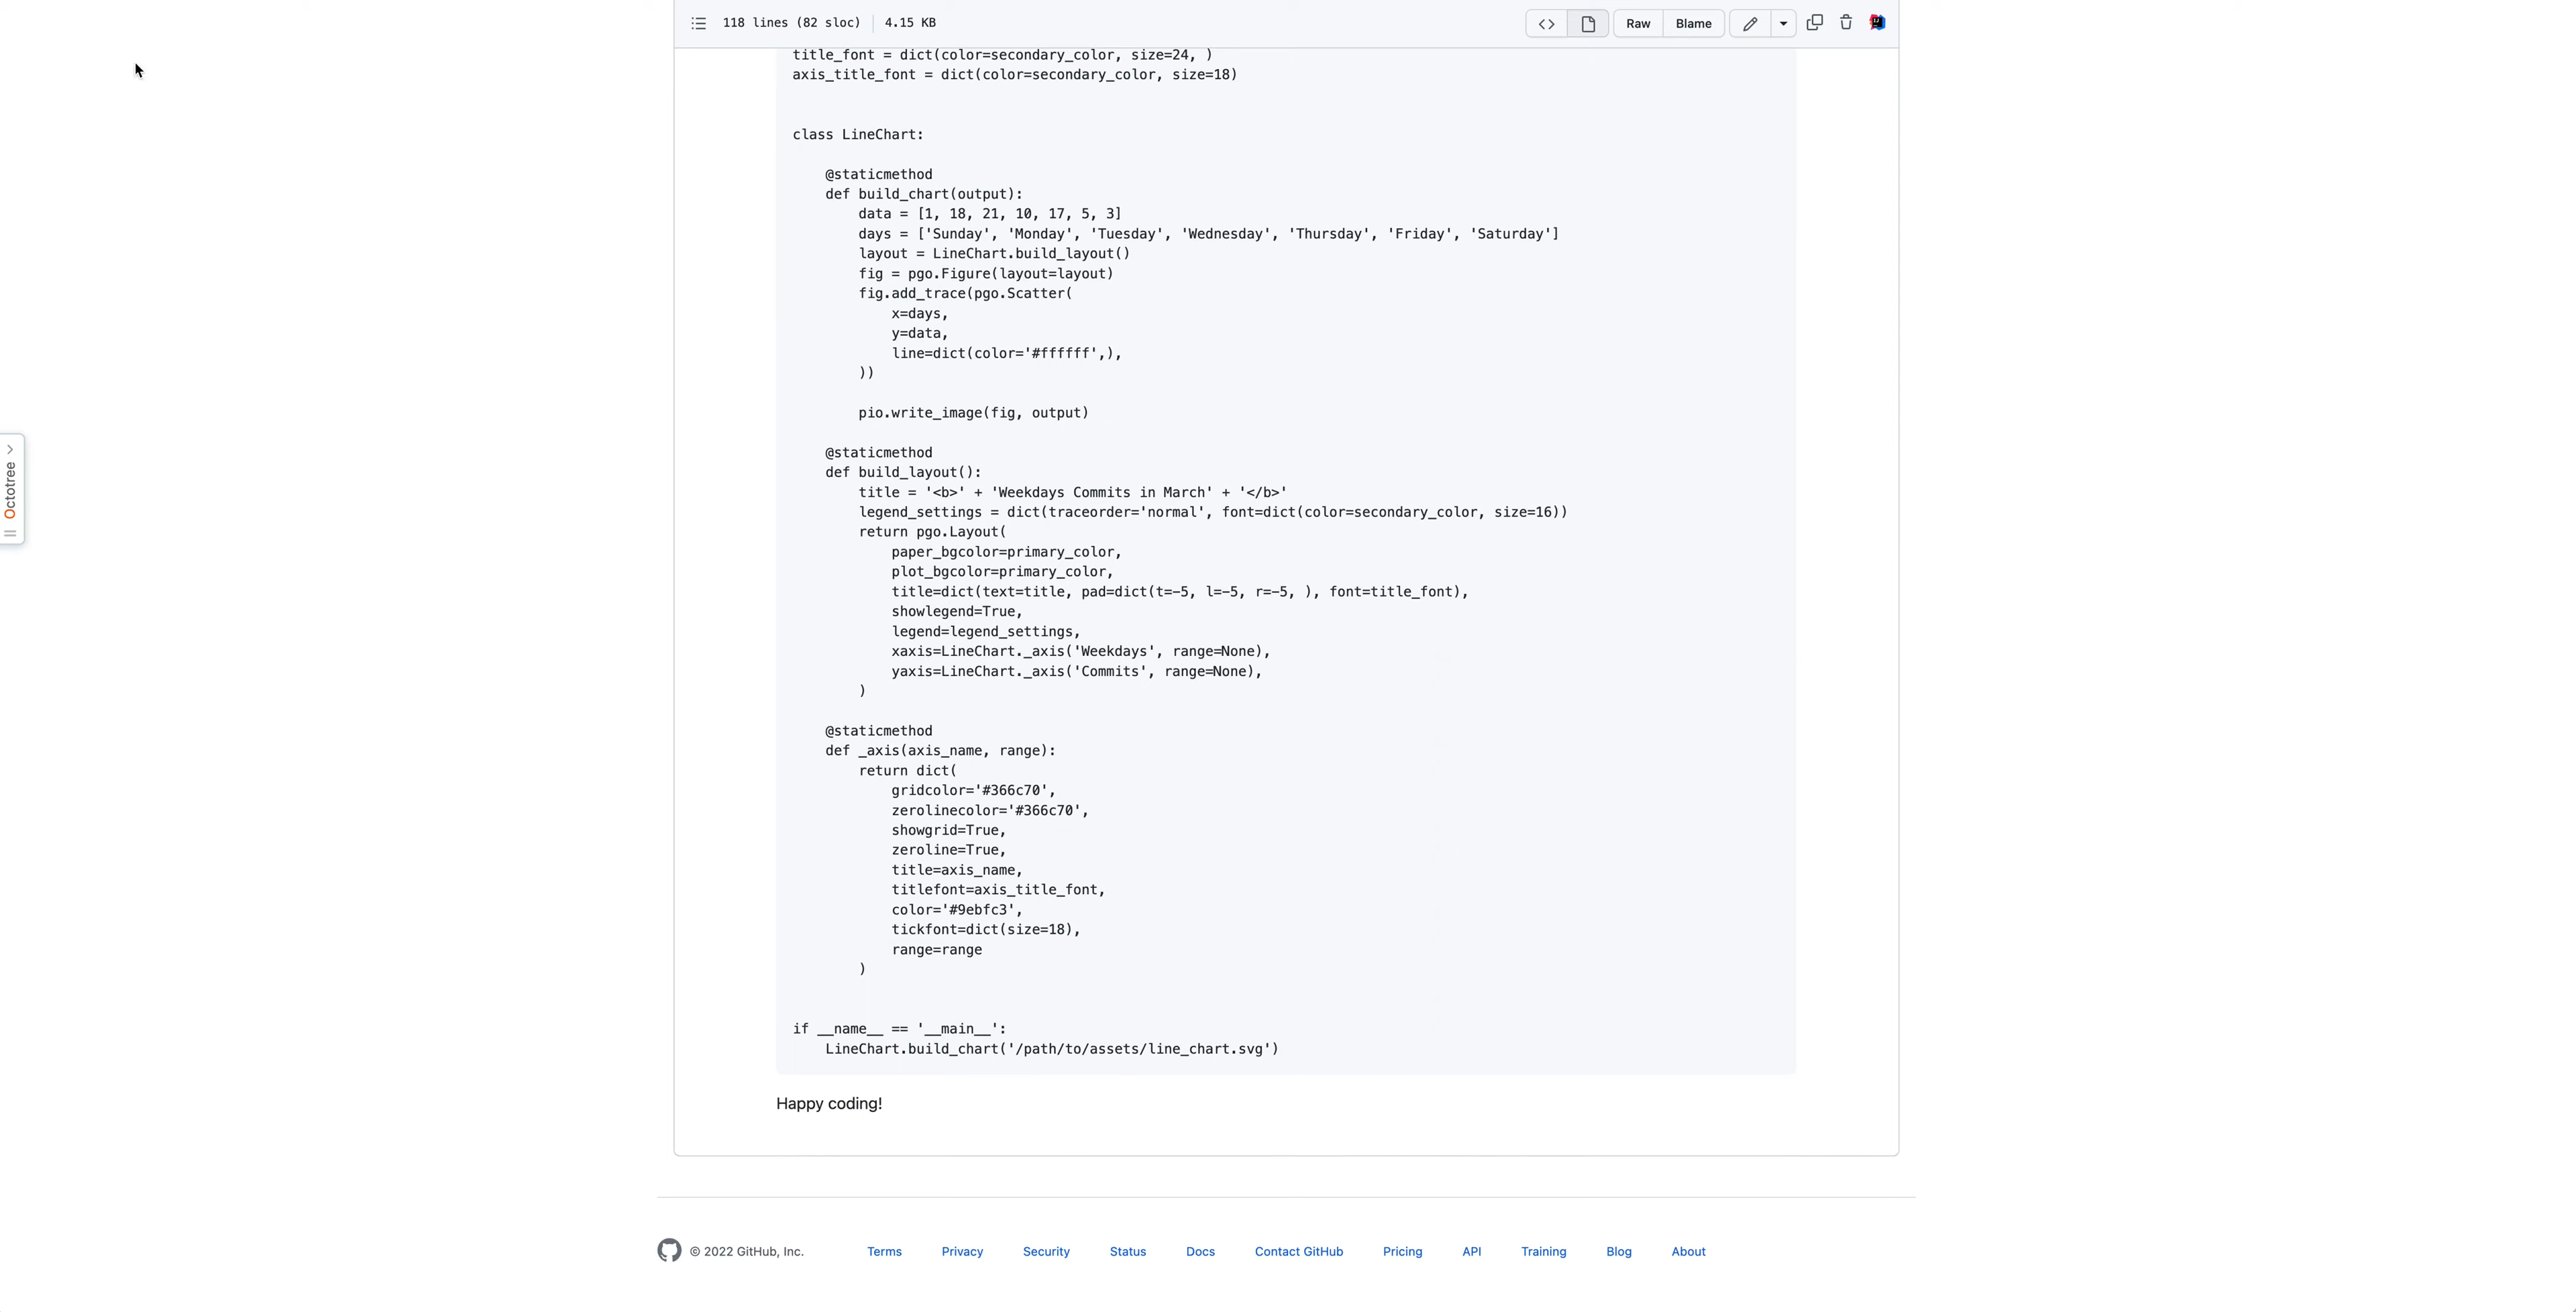 118 lines (82 sloc) 4.15 KB Raw Blame
title_font = dict(color=secondary_color, size=24, )
axis_title_font = dict(color=secondary_color, size=18)
class LineChart:
@staticmethod
def build_chart(output):
data = [1, 18, 21, 10, 17, 5, 3]
days = ['Sunday', 'Monday', 'Tuesday', 'Wednesday', 'Thursday', 'Friday', 'Saturday']
layout = LineChart.build_layout()
fig = pgo.Figure(layout=layout)
fig.add_trace(pgo.Scatter(
x=days,
y=data,
line=dict(color='#ffffff',),
))
pio.write_image(fig, output)
@staticmethod
def build_layout():
title = '<b>' + 'Weekdays Commits in March' + '</b>'
legend_settings = dict(traceorder='normal', font=dict(color=secondary_color, size=16))
return pgo.Layout(
paper_bgcolor=primary_color,
plot_bgcolor=primary_color,
title=dict(text=title, pad=dict(t=-5, l=-5, r=-5, ), font=title_font),
showlegend=True,
legend=legend_settings,
xaxis=LineChart._axis('Weekdays', range=None),
yaxis=LineChart._axis('Commits', range=None),
)
@staticmethod
def _axis(axis_name, range):
return dict(
gridcolor='#366c70',
zerolinecolor='#366c70',
showgrid=True,
zeroline=True,
title=axis_name,
titlefont=axis_title_font,
color='#9ebfc3',
tickfont=dict(size=18),
range=range
)
if __name__ == '__main__':
LineChart.build_chart('/path/to/assets/line_chart.svg')
Happy coding!
Octotree
© 2022 GitHub, Inc. Terms Privacy Security Status Docs Contact GitHub Pricing API Training Blog About